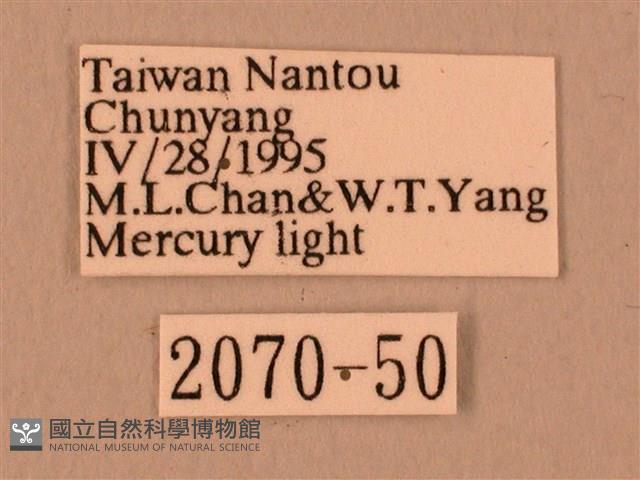 Taiwan Nantou
Chunyang
IV/28/1995
M.L.Chan&W.T.Yang
Mercury light
2070-50
國立自然科學博物館
NATIONAL MUSEUM OF NATURAL SCIENCE